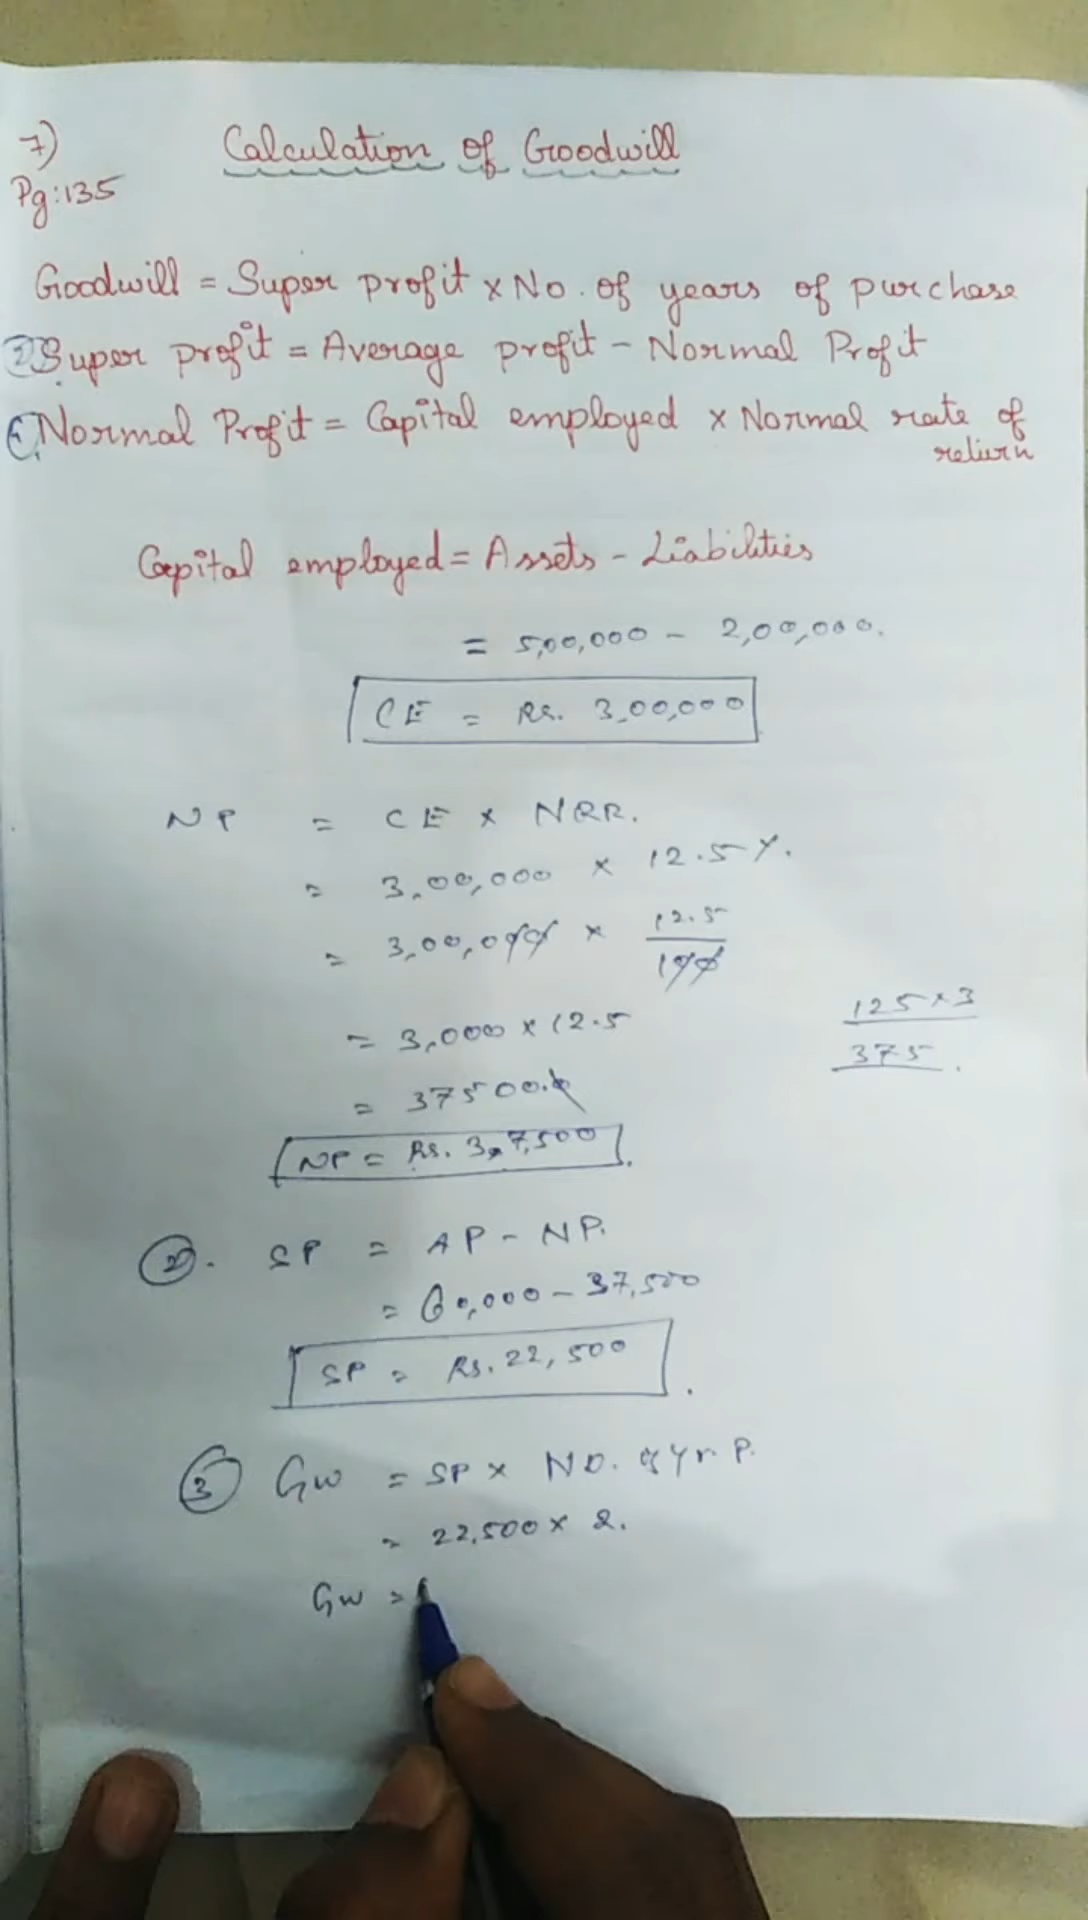 7)
Pg:135
Calculation of Goodwill
Goodwill = Super profit x No. of years of purchase
② Super profit = Average profit - Normal Profit
Normal Profit = Capital employed x Normal rate of return
Capital employed = Assets - Liabilities
= 5,00,000 - 2,00,000.
CE = Rs. 3,00,000
NP = CE x NRR.
= 3,00,000 x 12.5%.
= 3,00,000 x 12.5/100
= 3,000 x 12.5
125x3
375.
= 37500.
NP = Rs. 37,500.
②. SP = AP - NP.
= 60,000 - 37,500
SP = Rs. 22,500.
③ GW = SP x NO. of Yr. P.
= 22,500 x 2.
GW =